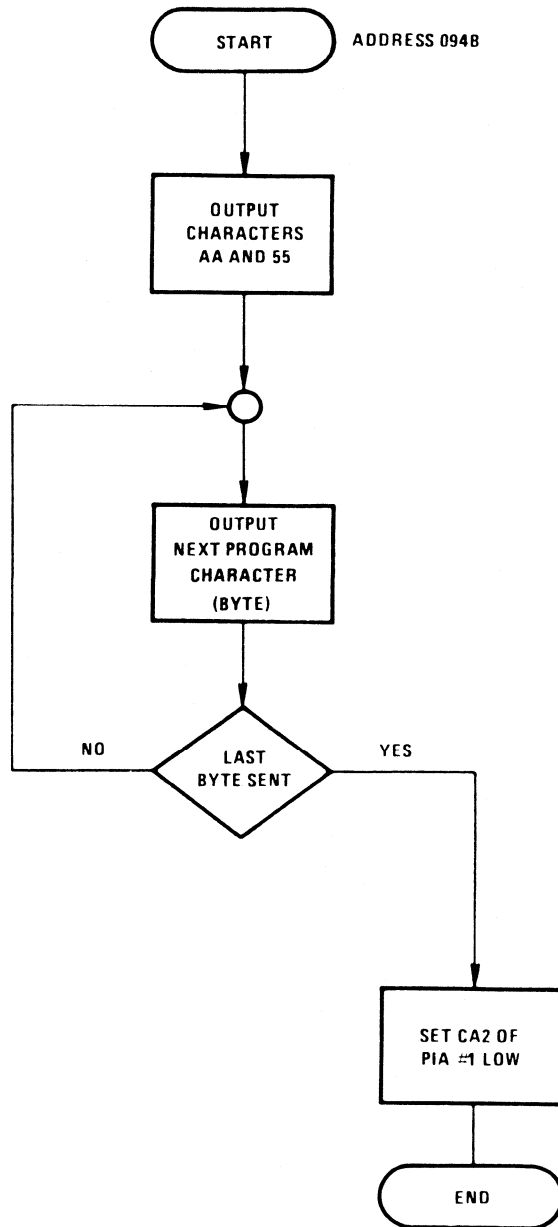 START
ADDRESS 094B
OUTPUT
CHARACTERS
AA AND 55
OUTPUT
NEXT PROGRAM
CHARACTER
(BYTE)
NO
LAST
BYTE SENT
YES
SET CA2 OF
PIA #1 LOW
END